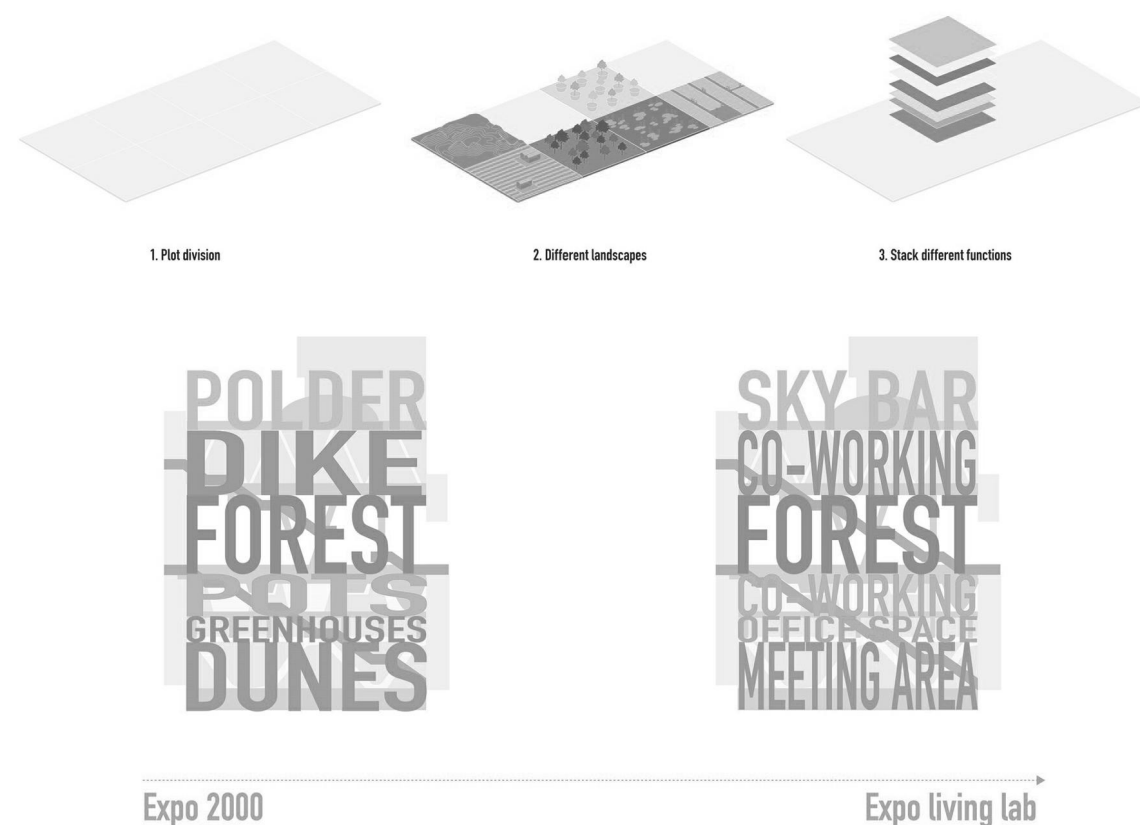 1. Plot division
2. Different landscapes
3. Stack different functions
POLDER
DIKE
FOREST
POTS
GREENHOUSES
DUNES
SKY BAR
CO-WORKING
FOREST
CO-WORKING
OFFICE SPACE
MEETING AREA
Expo 2000
Expo living lab